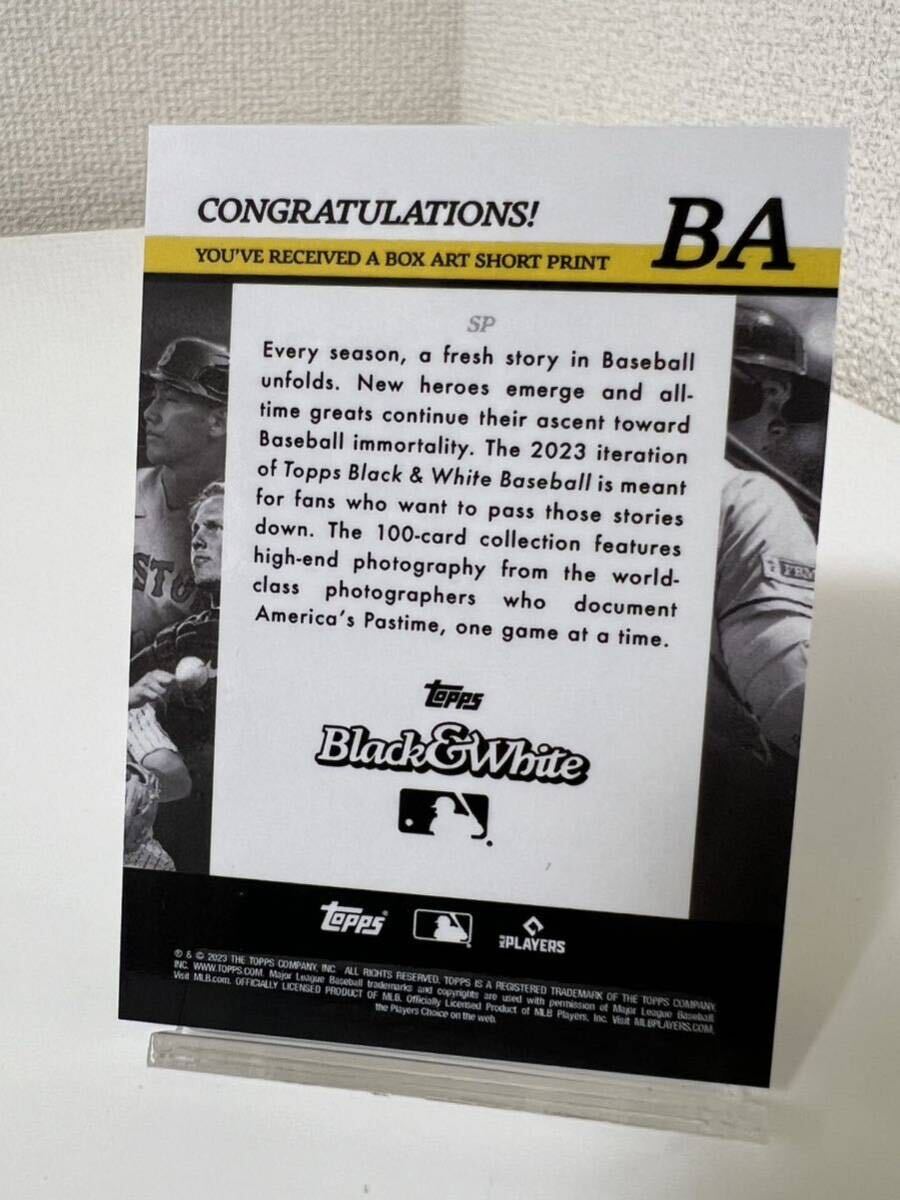 CONGRATULATIONS!
BA
YOU'VE RECEIVED A BOX ART SHORT PRINT
SP
Every season, a fresh story in Baseball
unfolds. New heroes emerge and all-
time greats continue their ascent toward
Baseball immortality. The 2023 iteration
of Topps Black & White Baseball is meant
for fans who want to pass those stories
down. The 100-card collection features
high-end photography from the world-
class photographers who document
America's Pastime, one game at a time.
topps
Black & White
topps
MLB PLAYERS
® & © 2023 THE TOPPS COMPANY, INC. ALL RIGHTS RESERVED. TOPPS IS A REGISTERED TRADEMARK OF THE TOPPS COMPANY,
INC. WWW.TOPPS.COM. Major League Baseball trademarks and copyrights are used with permission of Major League Baseball.
Visit MLB.com. OFFICIALLY LICENSED PRODUCT OF MLB. Officially Licensed Product of MLB Players, Inc. Visit MLBPLAYERS.COM,
the Players Choice on the web.